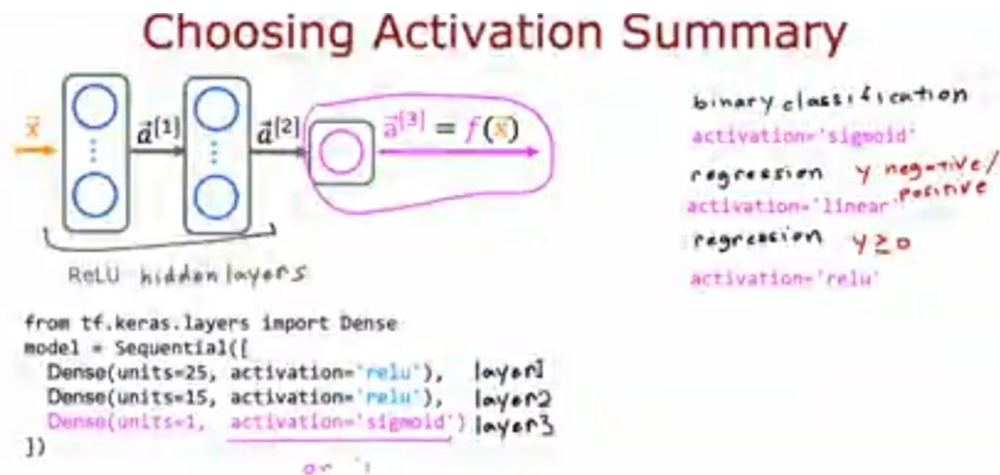 Choosing Activation Summary
x⃗ a⃗[1] a⃗[2] a⃗[3] = f(x⃗)
ReLU hidden layers
binary classification
activation='sigmoid'
regression y negative/
positive
activation='linear'
regression y ≥ 0
activation='relu'
from tf.keras.layers import Dense
model = Sequential([
Dense(units=25, activation='relu'), layer1
Dense(units=15, activation='relu'), layer2
Dense(units=1, activation='sigmoid') layer3
])
or